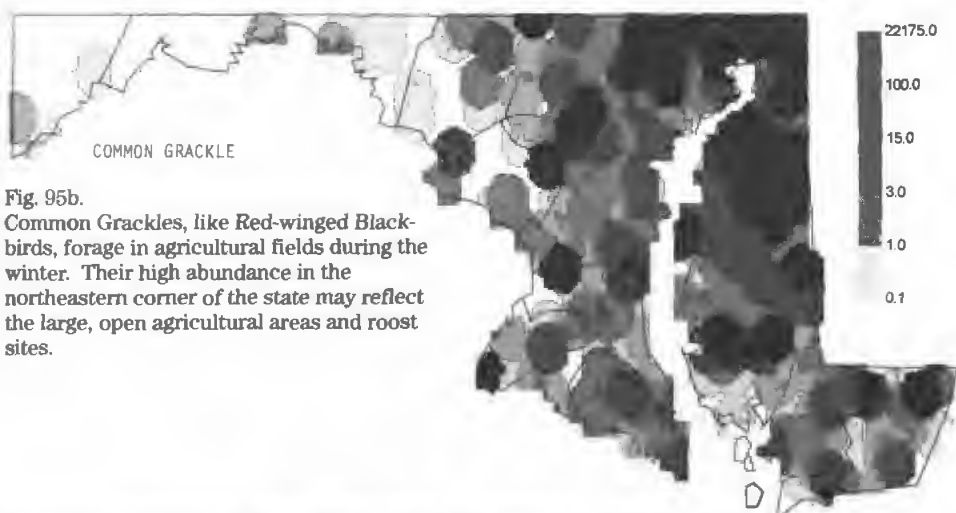 22175.0
100.0
15.0
3.0
1.0
0.1
COMMON GRACKLE
Fig. 95b.
Common Grackles, like Red-winged Black-
birds, forage in agricultural fields during the
winter. Their high abundance in the
northeastern corner of the state may reflect
the large, open agricultural areas and roost
sites.